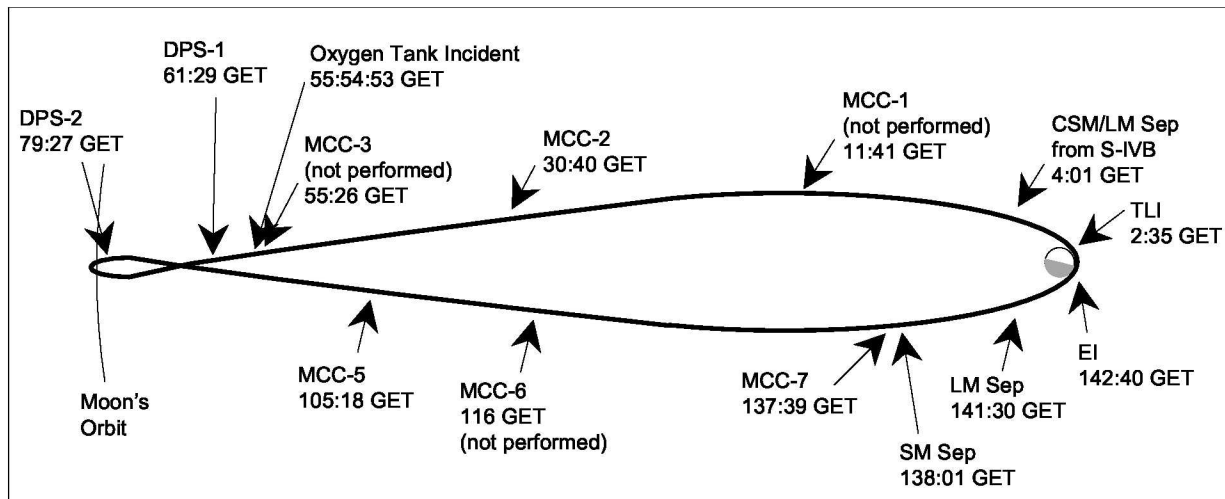 DPS-1
61:29 GET
Oxygen Tank Incident
55:54:53 GET
DPS-2
79:27 GET
MCC-3
(not performed)
55:26 GET
MCC-2
30:40 GET
MCC-1
(not performed)
11:41 GET
CSM/LM Sep
from S-IVB
4:01 GET
TLI
2:35 GET
Moon's
Orbit
MCC-5
105:18 GET
MCC-6
116 GET
(not performed)
MCC-7
137:39 GET
SM Sep
138:01 GET
LM Sep
141:30 GET
EI
142:40 GET